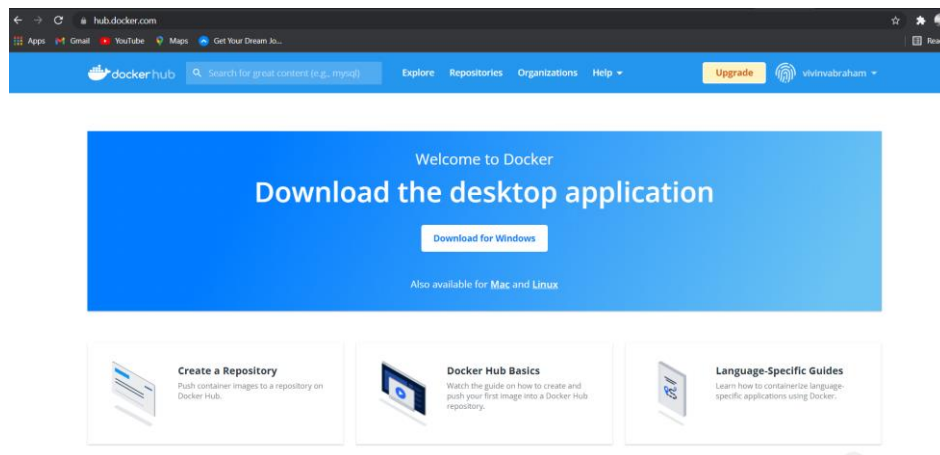 hub.docker.com
Apps Gmail YouTube Maps Get Your Dream Jo...
dockerhub Search for great content (e.g., mysql) Explore Repositories Organizations Help Upgrade vivinvabraham
Welcome to Docker
Download the desktop application
Download for Windows
Also available for Mac and Linux
Create a Repository
Push container images to a repository on
Docker Hub.
Docker Hub Basics
Watch the guide on how to create and
push your first image into a Docker Hub
repository.
Language-Specific Guides
Learn how to containerize language-
specific applications using Docker.